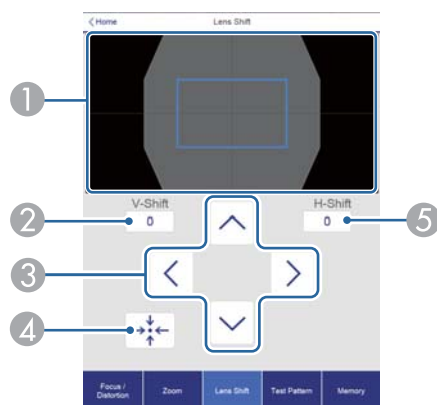 < Home Lens Shift
1
V-Shift H-Shift
2 0 0 5
3
4
Focus / Distortion Zoom Lens Shift Test Pattern Memory